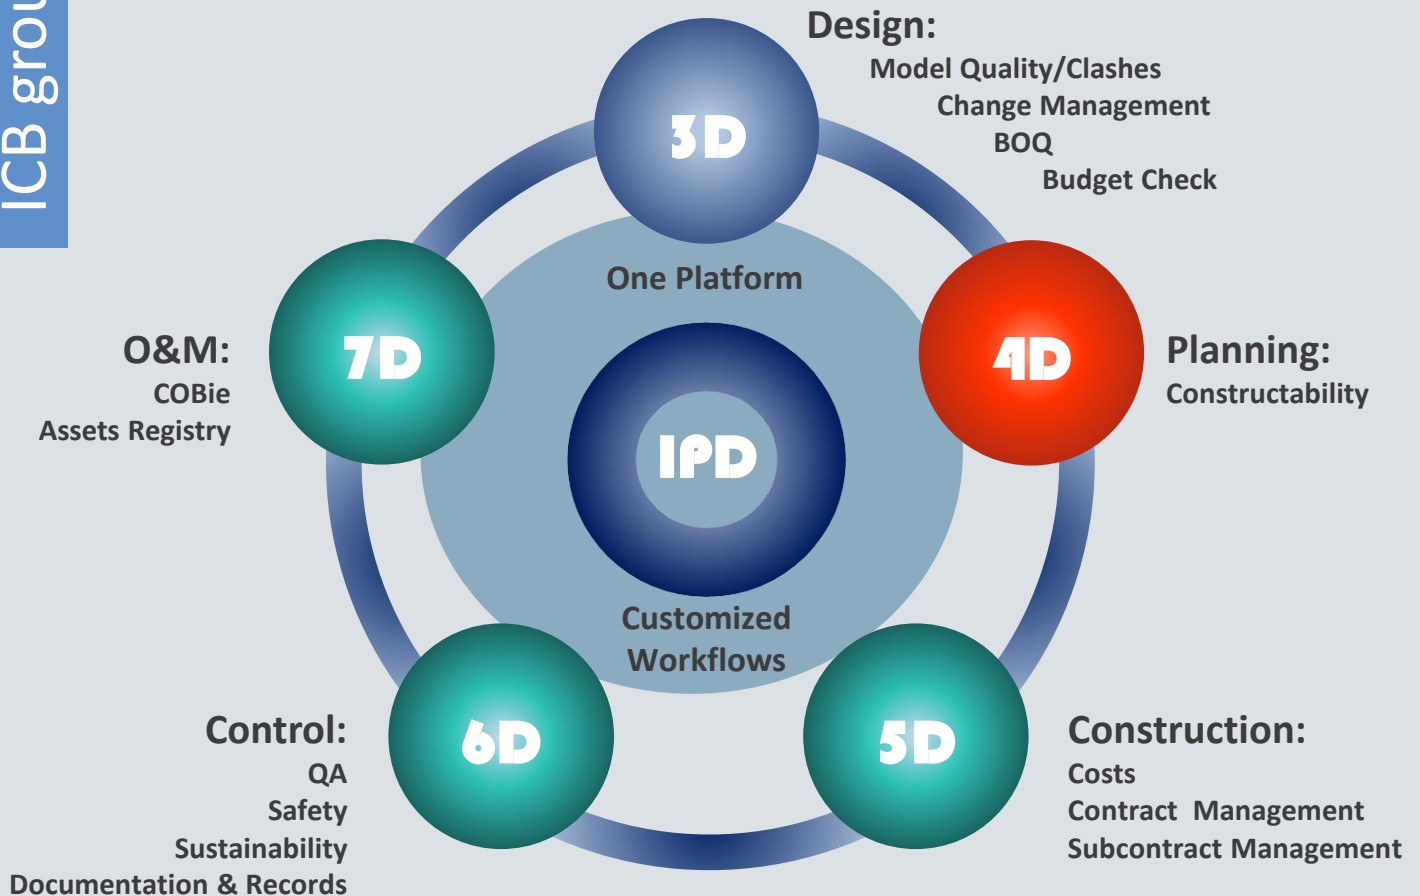 ICB
Design:
Model Quality/Clashes
Change Management
BOQ
Budget Check
3D
One Platform
7D
O&M:
COBie
Assets Registry
4D
Planning:
Constructability
IPD
Customized
Workflows
6D
Control:
QA
Safety
Sustainability
Documentation & Records
5D
Construction:
Costs
Contract  Management
Subcontract Management